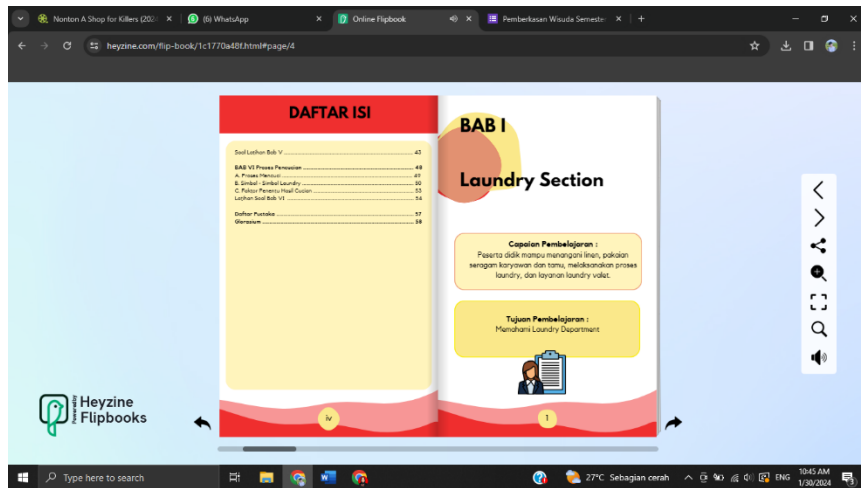 Nonton A Shop for Killers (202
(6) WhatsApp
Online Flipbook
Pemberkasan Wisuda Semester
heyzine.com/flip-book/1c1770a48f.html#page/4
DAFTAR ISI
Soal Latihan Bab V 43
BAB VI Proses Pencucian 48
A. Proses Mencuci 49
B. Simbol - Simbol Laundry 50
C. Faktor Penentu Hasil Cucian 53
Latihan Soal Bab VI 54
Daftar Pustaka 57
Glosarium 58
iv
BAB I
Laundry Section
Capaian Pembelajaran :
Peserta didik mampu menangani linen, pakaian
seragam karyawan dan tamu, melaksanakan proses
laundry, dan layanan laundry valet.
Tujuan Pembelajaran :
Memahami Laundry Department
1
Powered by
Heyzine
Flipbooks
Type here to search
27°C Sebagian cerah
ENG
10:45 AM
1/30/2024